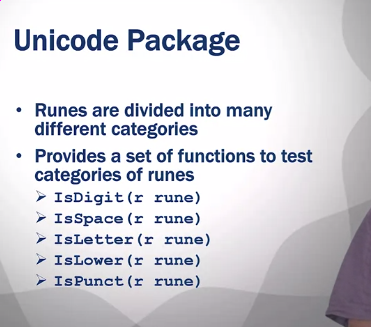 Unicode Package
• Runes are divided into many
different categories
• Provides a set of functions to test
categories of runes
➢ IsDigit(r rune)
➢ IsSpace(r rune)
➢ IsLetter(r rune)
➢ IsLower(r rune)
➢ IsPunct(r rune)